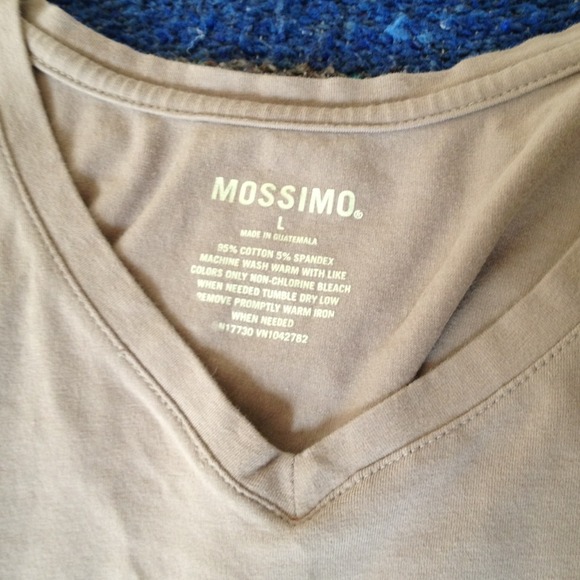 MOSSIMO®
L
MADE IN GUATEMALA
95% COTTON 5% SPANDEX
MACHINE WASH WARM WITH LIKE
COLORS ONLY NON-CHLORINE BLEACH
WHEN NEEDED TUMBLE DRY LOW
REMOVE PROMPTLY WARM IRON
WHEN NEEDED
N17730 VN1042782